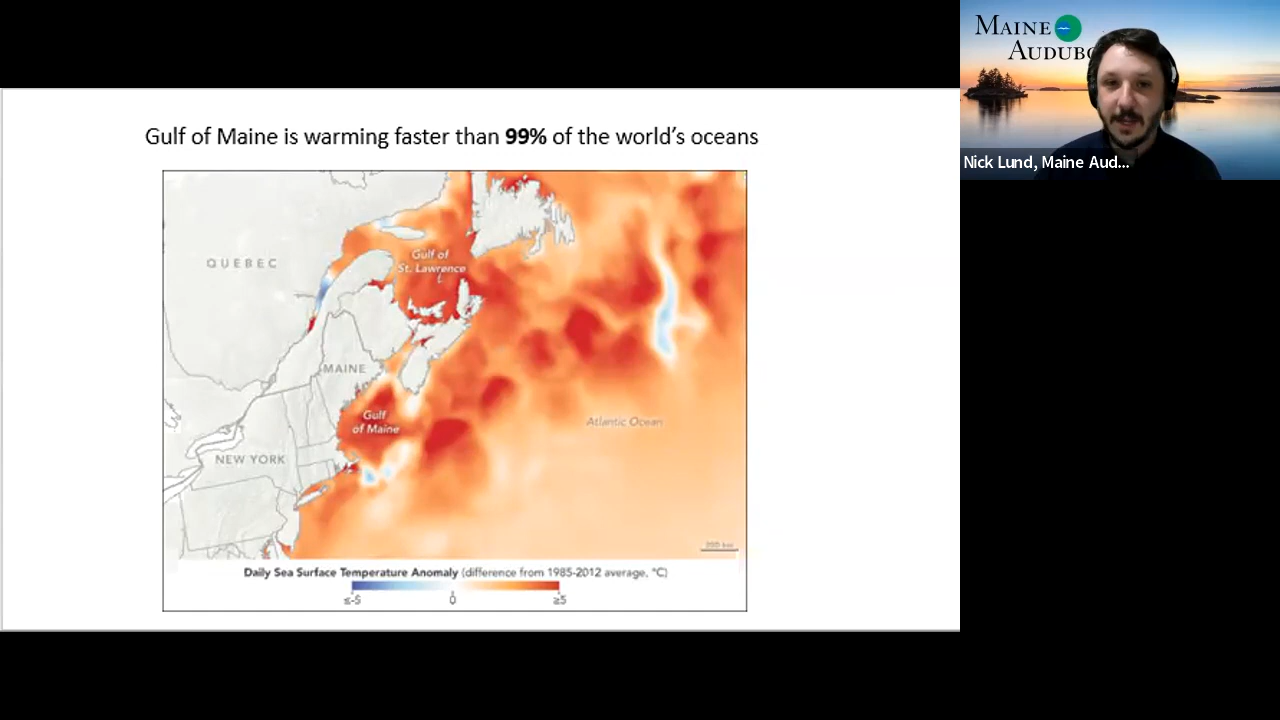 Gulf of Maine is warming faster than 99% of the world's oceans
QUEBEC
Gulf of
St. Lawrence
MAINE
Gulf
of Maine
Atlantic Ocean
NEW YORK
Daily Sea Surface Temperature Anomaly (difference from 1985-2012 average, °C)
≤-5 0 ≥5
MAINE
AUDUBO
Nick Lund, Maine Aud...